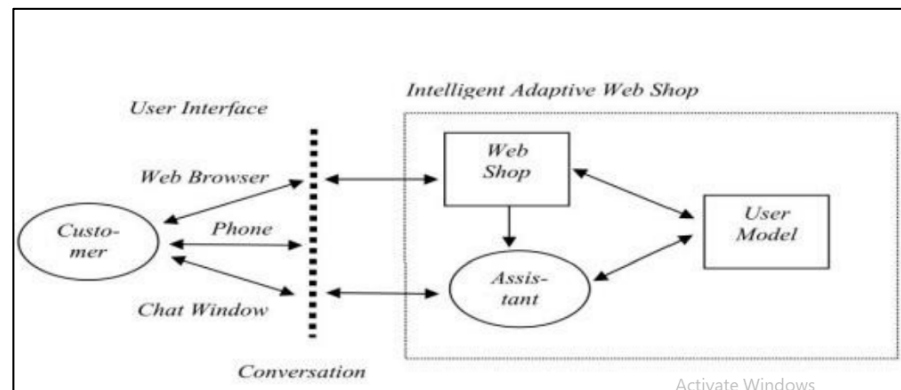 Intelligent Adaptive Web Shop
User Interface
Web
Shop
Web Browser
User
Model
Custo-
mer
Phone
Assis-
tant
Chat Window
Conversation
Activate Windows